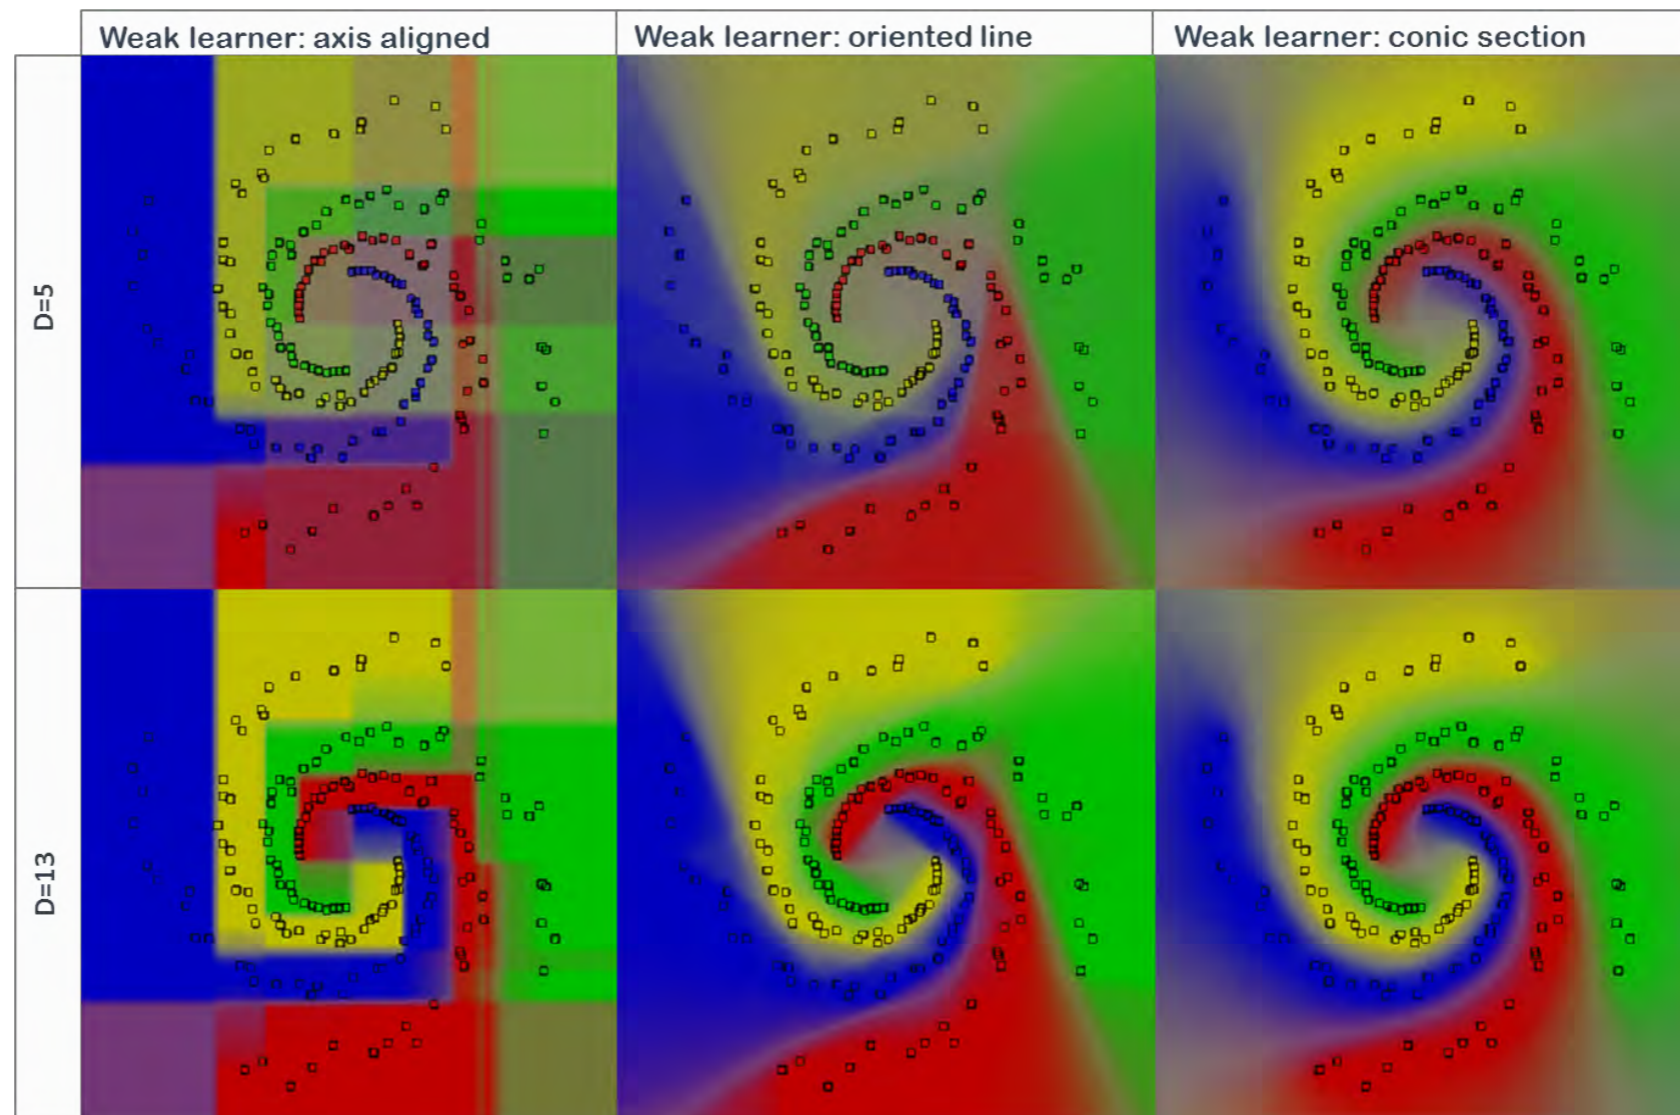 Weak learner: axis aligned
Weak learner: oriented line
Weak learner: conic section
D=5
D=13